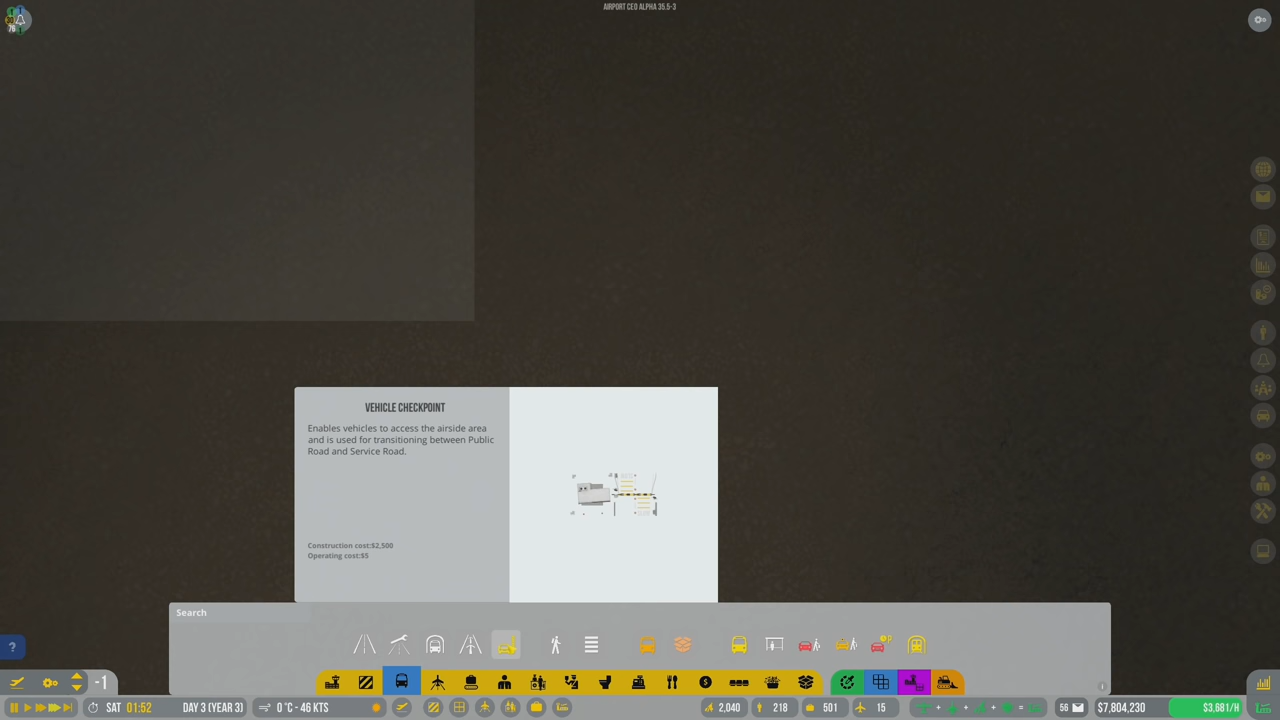 AIRPORT CEO ALPHA 35.5-3
VEHICLE CHECKPOINT
Enables vehicles to access the airside area
and is used for transitioning between Public
Road and Service Road.
Construction cost:$2,500
Operating cost:$5
Search
?
-1
SAT 01:52
DAY 3 (YEAR 3)
0 °C - 46 KTS
2,040
218
501
15
56
$7,804,230
$3,681/H